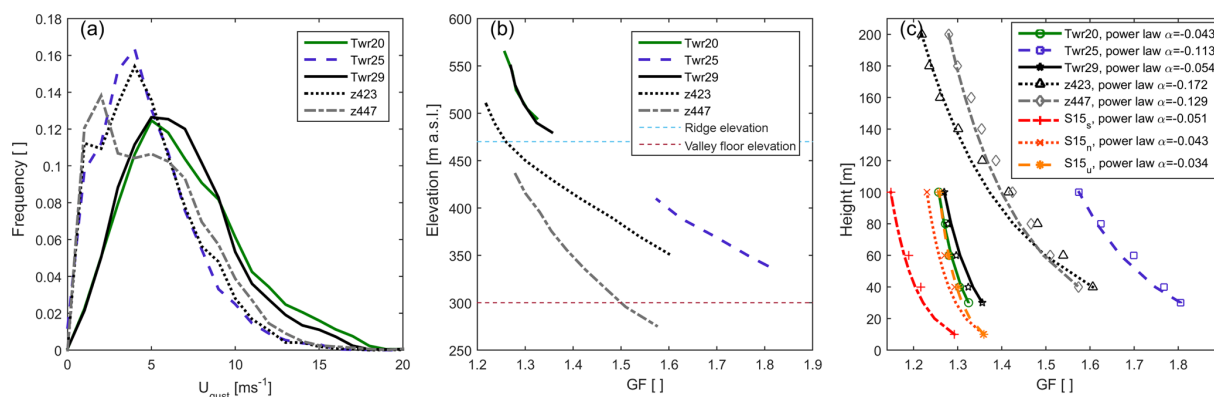 (a)
Frequency [ ]
0.18
0.16
0.14
0.12
0.10
0.08
0.06
0.04
0.02
0
0 5 10 15 20
U_gust [ms⁻¹]
Twr20
Twr25
Twr29
z423
z447
(b)
Elevation [m a.s.l.]
600
550
500
450
400
350
300
250
1.2 1.3 1.4 1.5 1.6 1.7 1.8 1.9
GF [ ]
Twr20
Twr25
Twr29
z423
z447
Ridge elevation
Valley floor elevation
(c)
Height [m]
200
180
160
140
120
100
80
60
40
20
0
1.2 1.3 1.4 1.5 1.6 1.7 1.8
GF [ ]
Twr20, power law α=-0.043
Twr25, power law α=-0.113
Twr29, power law α=-0.054
z423, power law α=-0.172
z447, power law α=-0.129
S15_s, power law α=-0.051
S15_n, power law α=-0.043
S15_u, power law α=-0.034